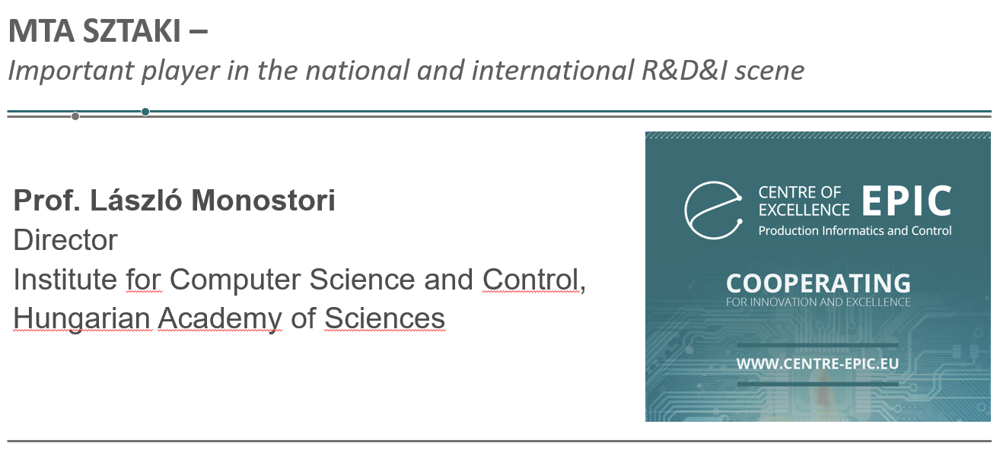 MTA SZTAKI –
Important player in the national and international R&D&I scene
Prof. László Monostori
Director
Institute for Computer Science and Control,
Hungarian Academy of Sciences
CENTRE OF
EXCELLENCE EPIC
Production Informatics and Control
COOPERATING
FOR INNOVATION AND EXCELLENCE
WWW.CENTRE-EPIC.EU